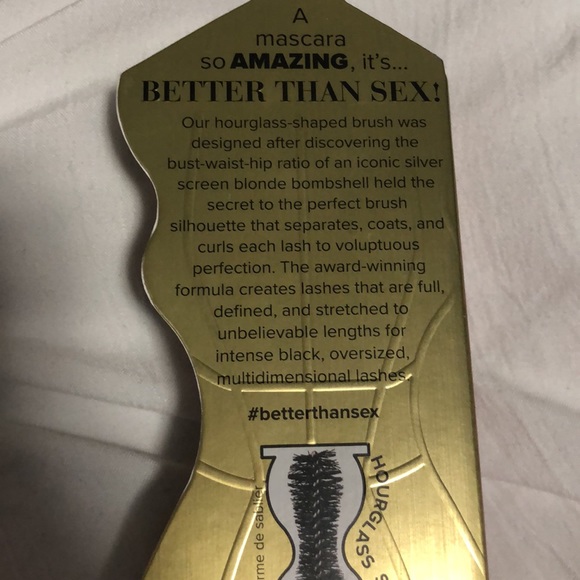 A
mascara
so AMAZING, it's...
BETTER THAN SEX!
Our hourglass-shaped brush was
designed after discovering the
bust-waist-hip ratio of an iconic silver
screen blonde bombshell held the
secret to the perfect brush
silhouette that separates, coats, and
curls each lash to voluptuous
perfection. The award-winning
formula creates lashes that are full,
defined, and stretched to
unbelievable lengths for
intense black, oversized,
multidimensional lashes.
#betterthansex
HOURGLASS
de sablier